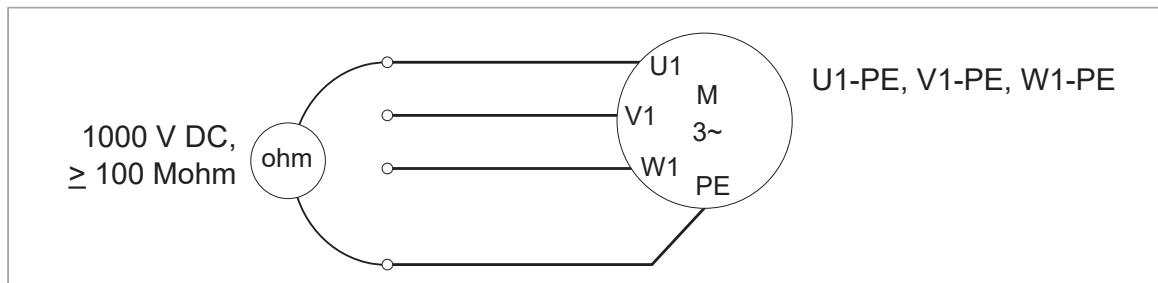 U1
U1-PE, V1-PE, W1-PE
M
V1
3~
1000 V DC,
≥ 100 Mohm
ohm
W1
PE